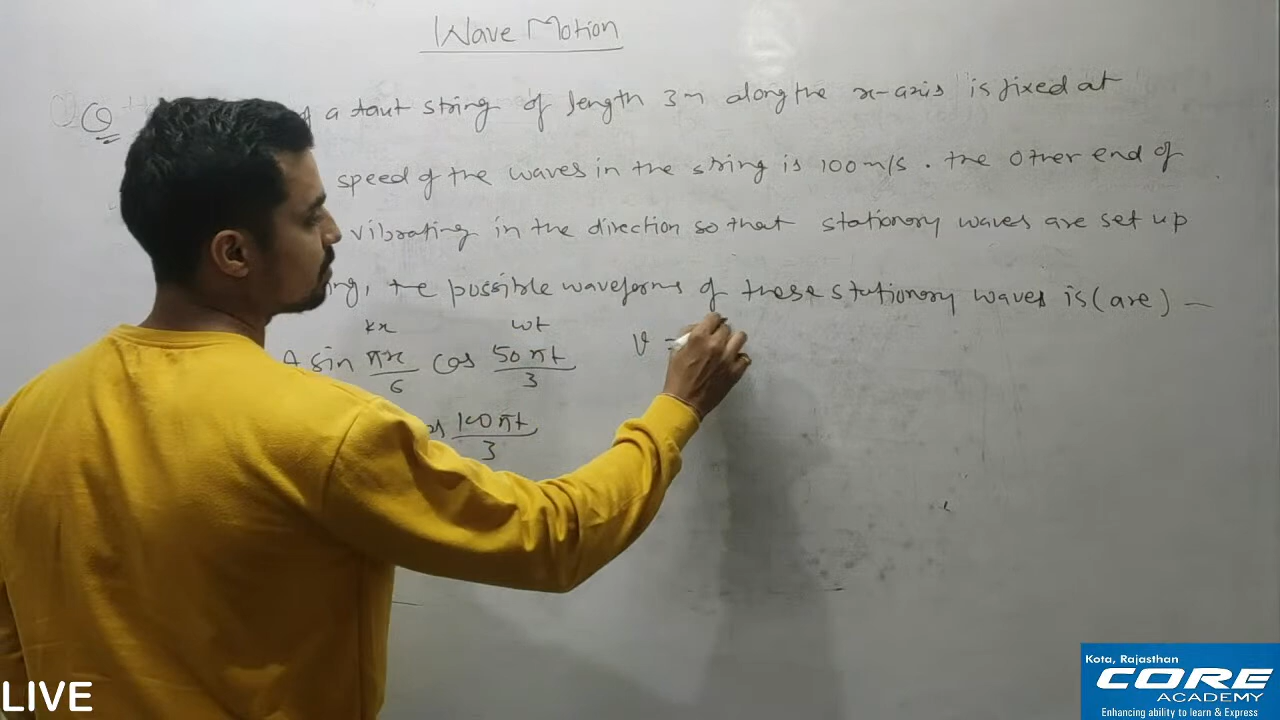 Wave Motion
Q a taut string of length 3m along the x-axis is fixed at
speed of the waves in the string is 100 m/s. the other end of
vibrating in the direction so that stationary waves are set up
the possible waveforms of these stationary waves is (are) —
kx wt
A sin πx/6 cos 50πt/3 v =
100πt/3
LIVE
Kota, Rajasthan
CORE
ACADEMY
Enhancing ability to learn & Express